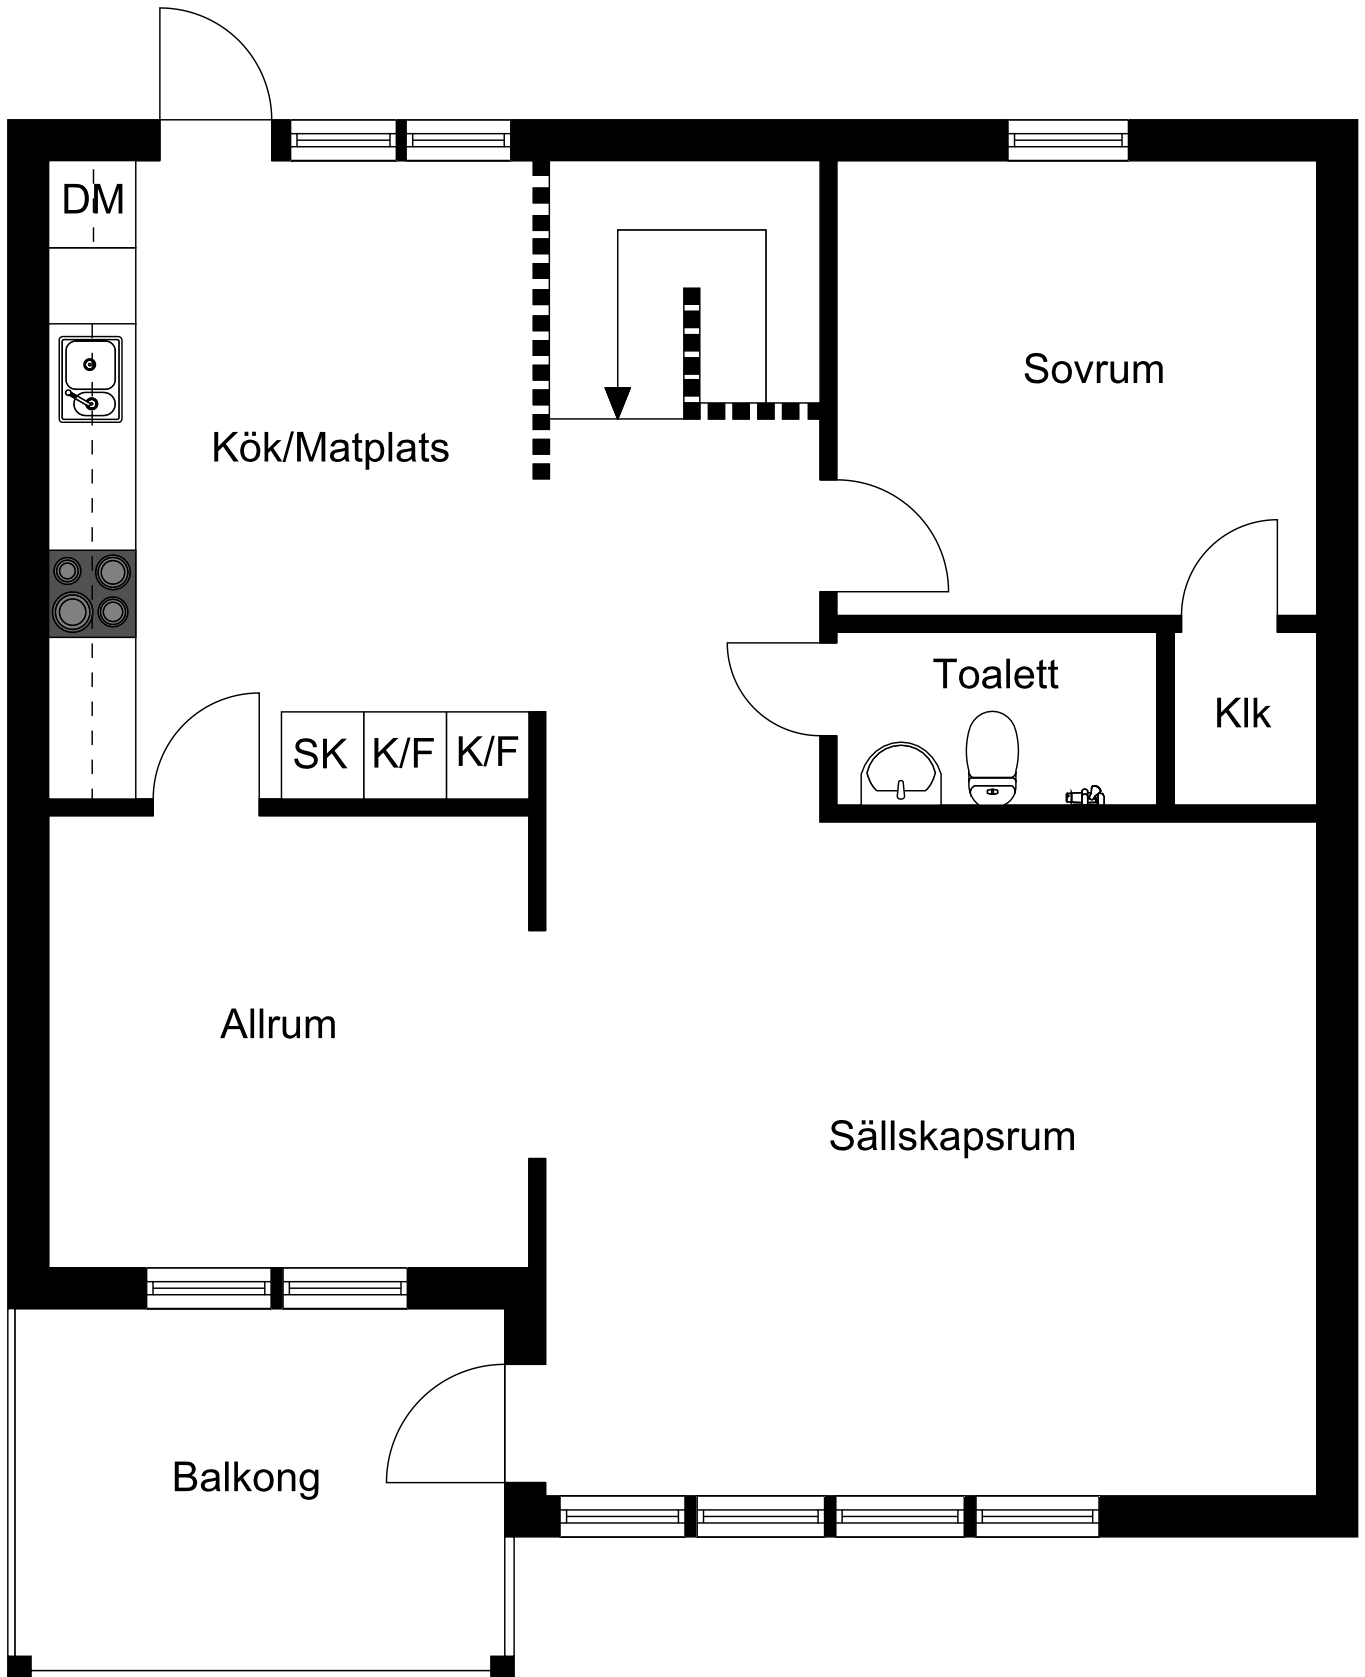 DM
Sovrum
Kök/Matplats
Toalett
Klk
SK K/F K/F
Allrum
Sällskapsrum
Balkong